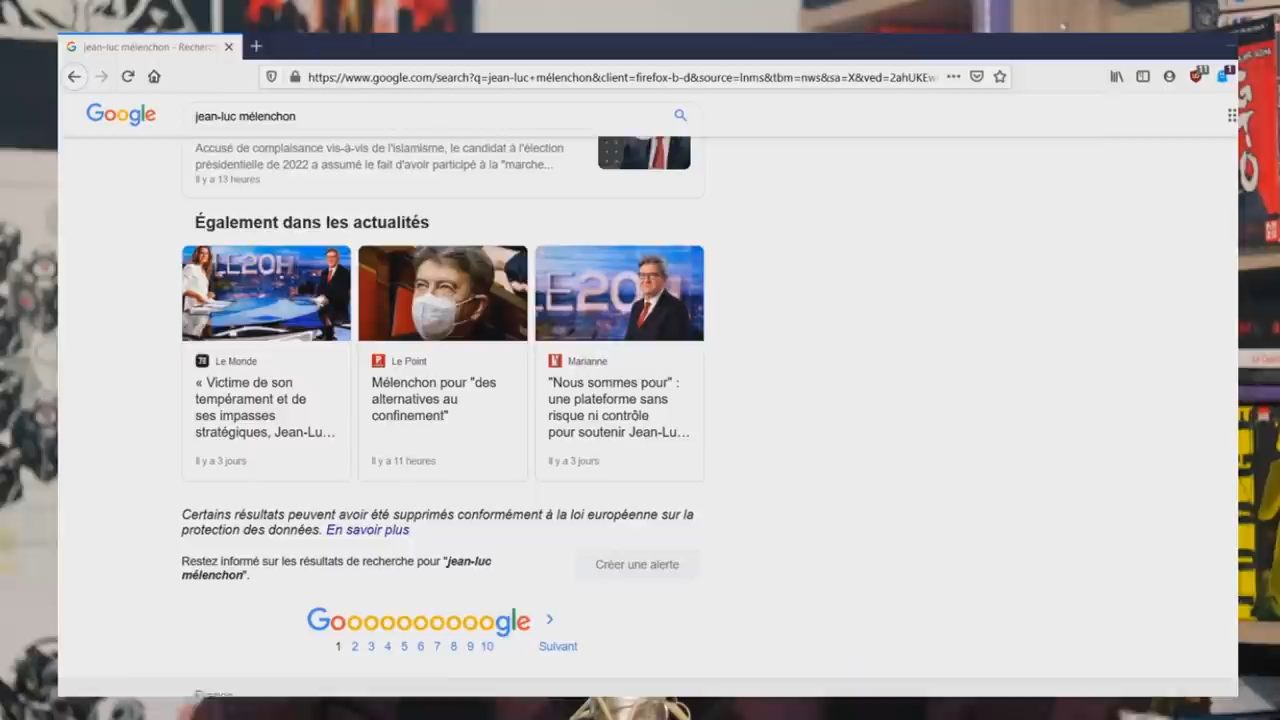 jean-luc mélenchon - Recherc
https://www.google.com/search?q=jean-luc+mélenchon&client=firefox-b-d&source=lnms&tbm=nws&sa=X&ved=2ahUKEw
11
1
Google
jean-luc mélenchon
Accusé de complaisance vis-à-vis de l'islamisme, le candidat à l'élection
présidentielle de 2022 a assumé le fait d'avoir participé à la "marche...
Il y a 13 heures
Également dans les actualités
LE20H
LE20H
Le Monde
Le Point
Marianne
« Victime de son
tempérament et de
ses impasses
stratégiques, Jean-Lu...
Il y a 3 jours
Mélenchon pour "des
alternatives au
confinement"
Il y a 11 heures
"Nous sommes pour" :
une plateforme sans
risque ni contrôle
pour soutenir Jean-Lu...
Il y a 3 jours
Certains résultats peuvent avoir été supprimés conformément à la loi européenne sur la
protection des données. En savoir plus
Restez informé sur les résultats de recherche pour "jean-luc
mélenchon".
Créer une alerte
Goooooooooogle
1 2 3 4 5 6 7 8 9 10
Suivant